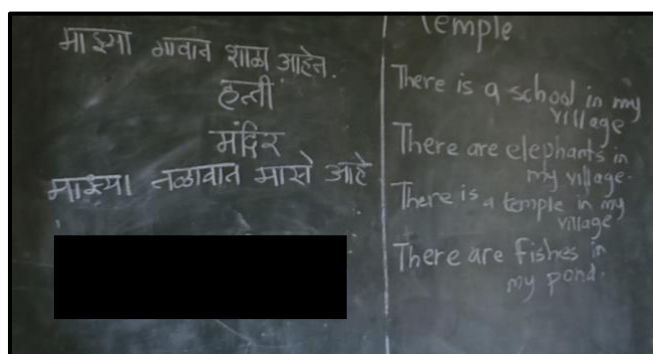 माझ्या गावात शाळा आहेत.
हत्ती
मंदिर
माझ्या तळावात मासे आहे
Temple
There is a school in my
village
There are elephants in
my village.
There is a temple in my
village
There are fishes in
my pond.